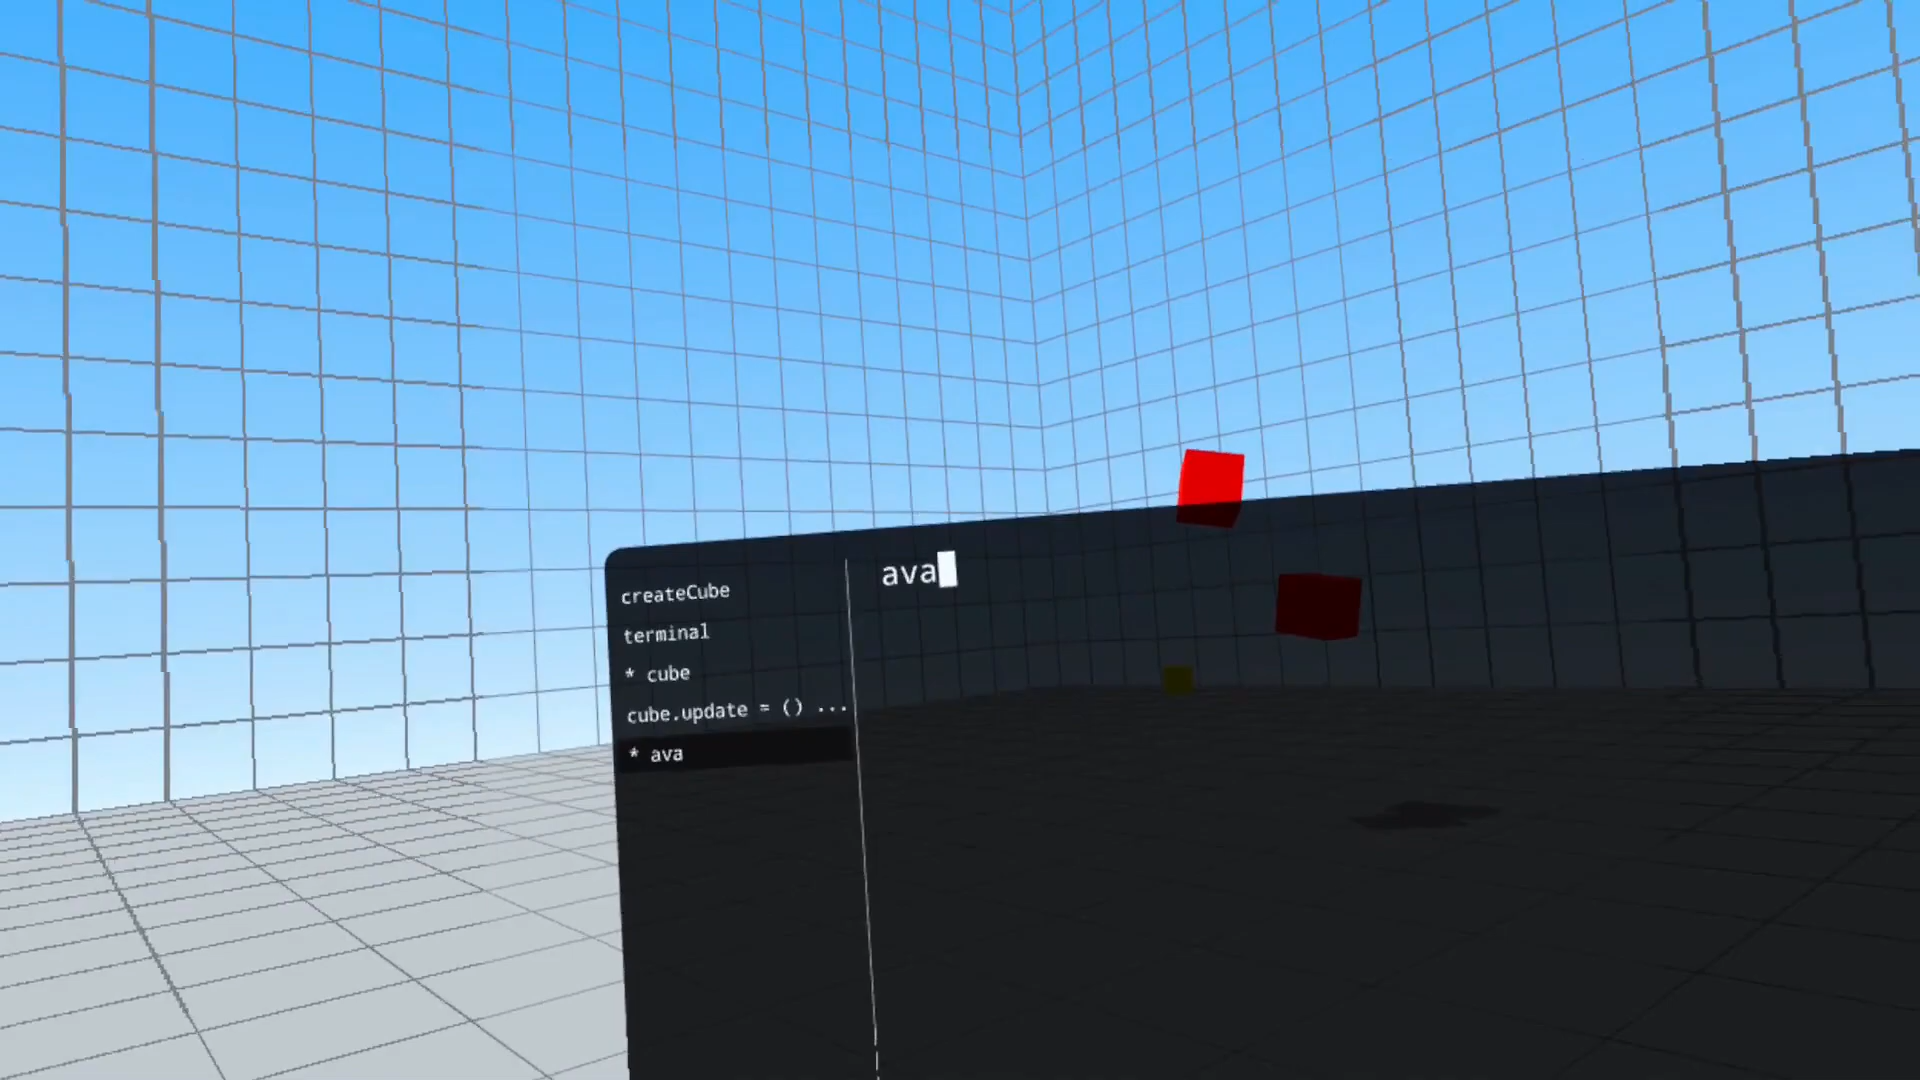 createCube
terminal
* cube
cube.update = () ...
* ava
ava